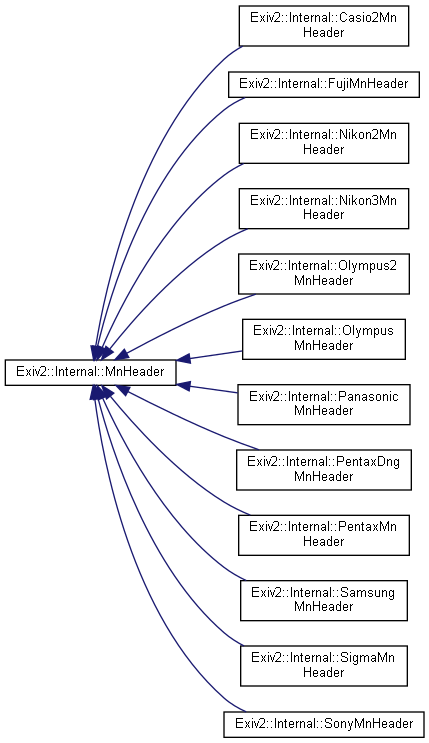 Exiv2::Internal::Casio2Mn
Header
Exiv2::Internal::FujiMnHeader
Exiv2::Internal::Nikon2Mn
Header
Exiv2::Internal::Nikon3Mn
Header
Exiv2::Internal::Olympus2
MnHeader
Exiv2::Internal::Olympus
MnHeader
Exiv2::Internal::MnHeader
Exiv2::Internal::Panasonic
MnHeader
Exiv2::Internal::PentaxDng
MnHeader
Exiv2::Internal::PentaxMn
Header
Exiv2::Internal::Samsung
MnHeader
Exiv2::Internal::SigmaMn
Header
Exiv2::Internal::SonyMnHeader